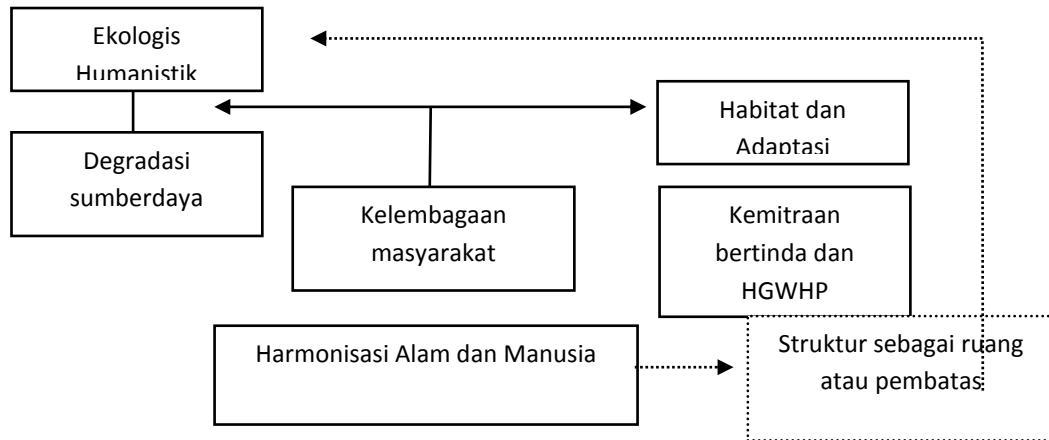 Ekologis
Humanistik
Habitat dan
Adaptasi
Degradasi
sumberdaya
Kelembagaan
masyarakat
Kemitraan
bertinda dan
HGWHP
Harmonisasi Alam dan Manusia
Struktur sebagai ruang
atau pembatas